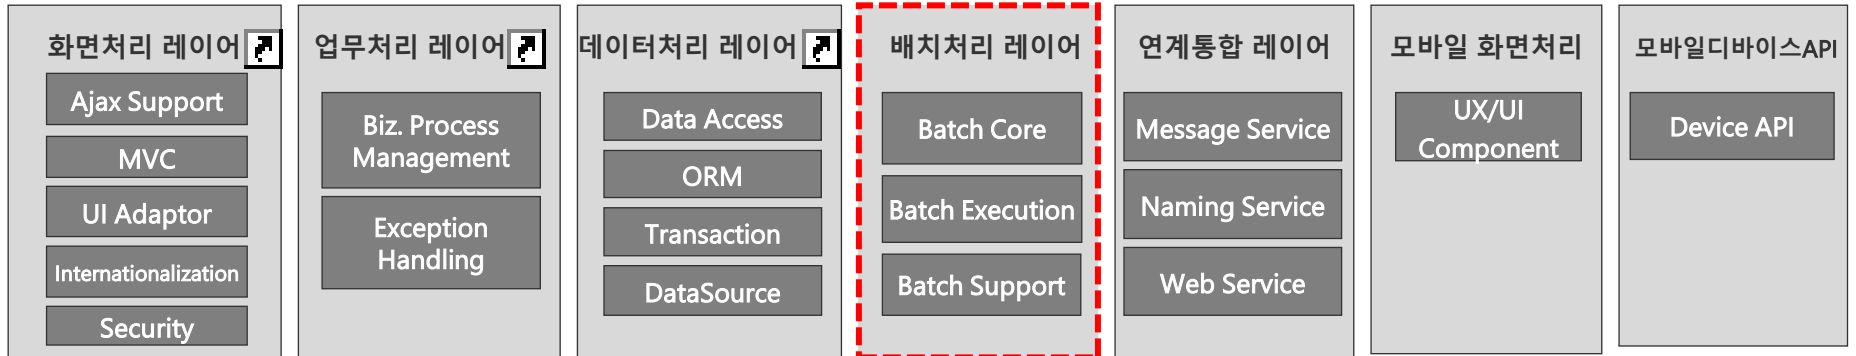 화면처리 레이어
Ajax Support
MVC
UI Adaptor
Internationalization
Security
업무처리 레이어
Biz. Process
Management
Exception
Handling
데이터처리 레이어
Data Access
ORM
Transaction
DataSource
배치처리 레이어
Batch Core
Batch Execution
Batch Support
연계통합 레이어
Message Service
Naming Service
Web Service
모바일 화면처리
UX/UI
Component
모바일디바이스API
Device API